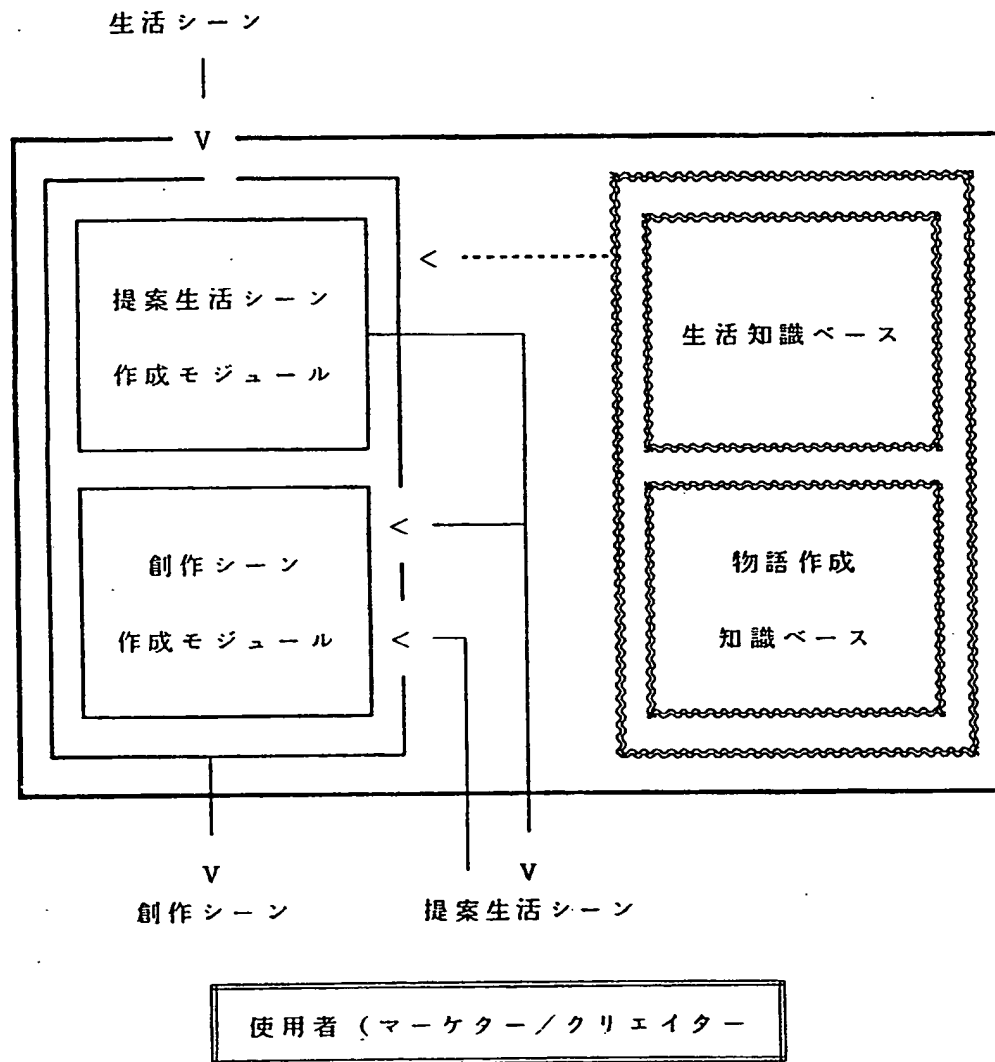 生活シーン
提案生活シーン
作成モジュール
生活知識ベース
創作シーン
作成モジュール
物語作成
知識ベース
創作シーン
提案生活シーン
使用者（マーケター／クリエイター